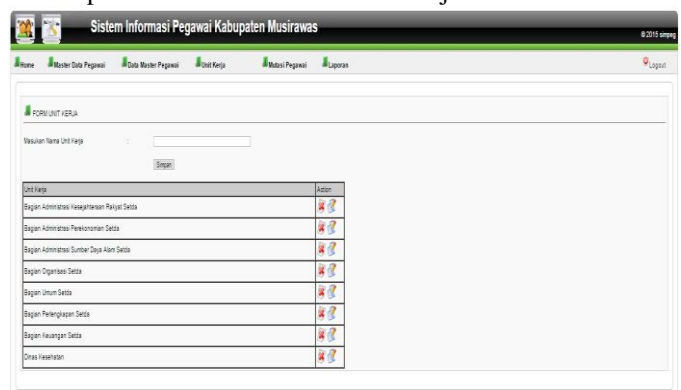 Sistem Informasi Pegawai Kabupaten Musirawas
© 2015 simpeg
Home Master Data Pegawai Data Master Pegawai Unit Kerja Mutasi Pegawai Laporan Logout
FORM UNIT KERJA
Masukan Nama Unit Kerja :
Simpan
Unit Kerja Action
Bagian Administrasi Kesejahteraan Rakyat Setda
Bagian Administrasi Perekonomian Setda
Bagian Administrasi Sumber Daya Alam Setda
Bagian Organisasi Setda
Bagian Umum Setda
Bagian Perlengkapan Setda
Bagian Keuangan Setda
Dinas Kesehatan